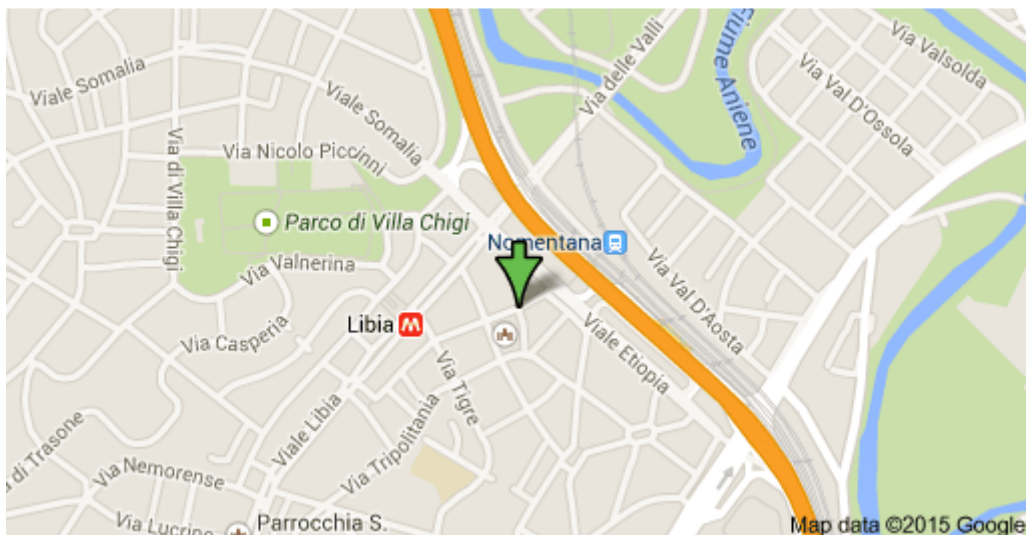 Via Valsolda
Via delle Valli
Fiume Aniene
Via Val D'Ossola
Viale Somalia
Viale Somalia
Via Nicolo Piccinni
Via di Villa Chigi
Parco di Villa Chigi
Nomentana
Via Valnerina
Via Val D'Aosta
Libia M
Via Casperia
Viale Etiopia
Via Tigre
Viale Libia
Via Tripolitania
a di Trasone
Via Nemorense
Via Lucrino
Parrocchia S.
Map data ©2015 Google